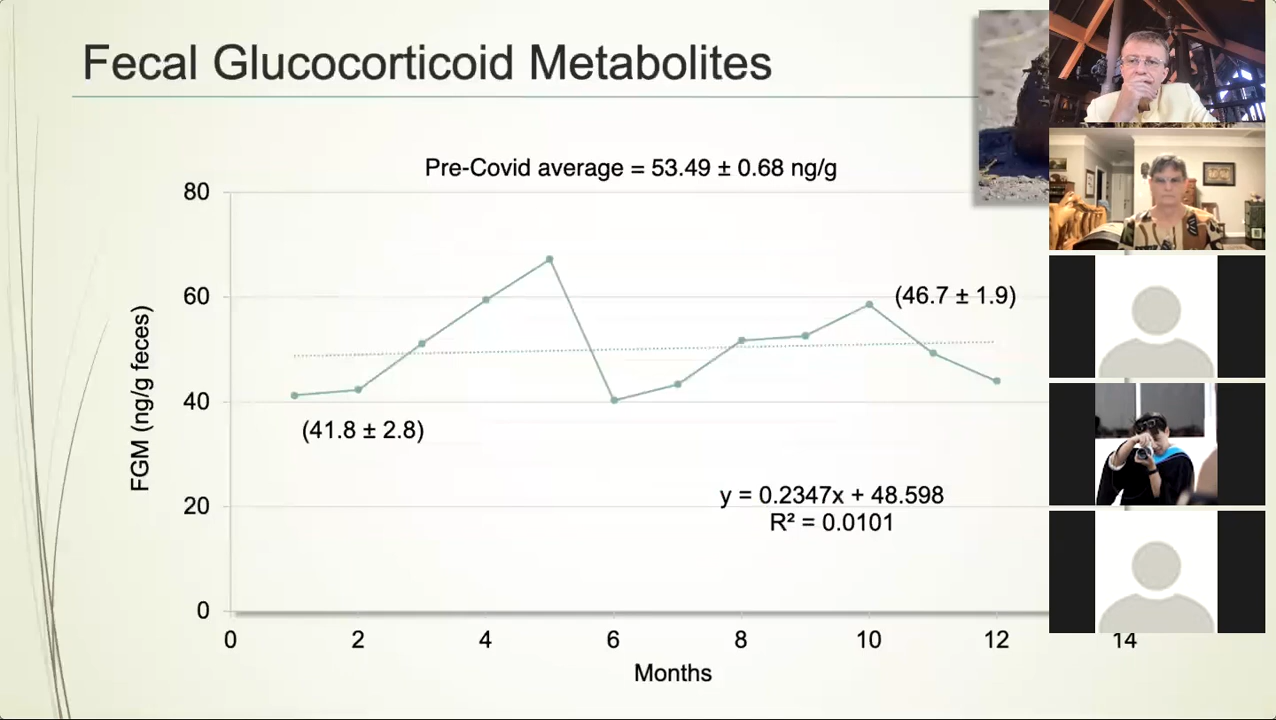 Fecal Glucocorticoid Metabolites
Pre-Covid average = 53.49 ± 0.68 ng/g
80
60
40
20
0
FGM (ng/g feces)
(46.7 ± 1.9)
(41.8 ± 2.8)
y = 0.2347x + 48.598
R² = 0.0101
0 2 4 6 8 10 12 14
Months